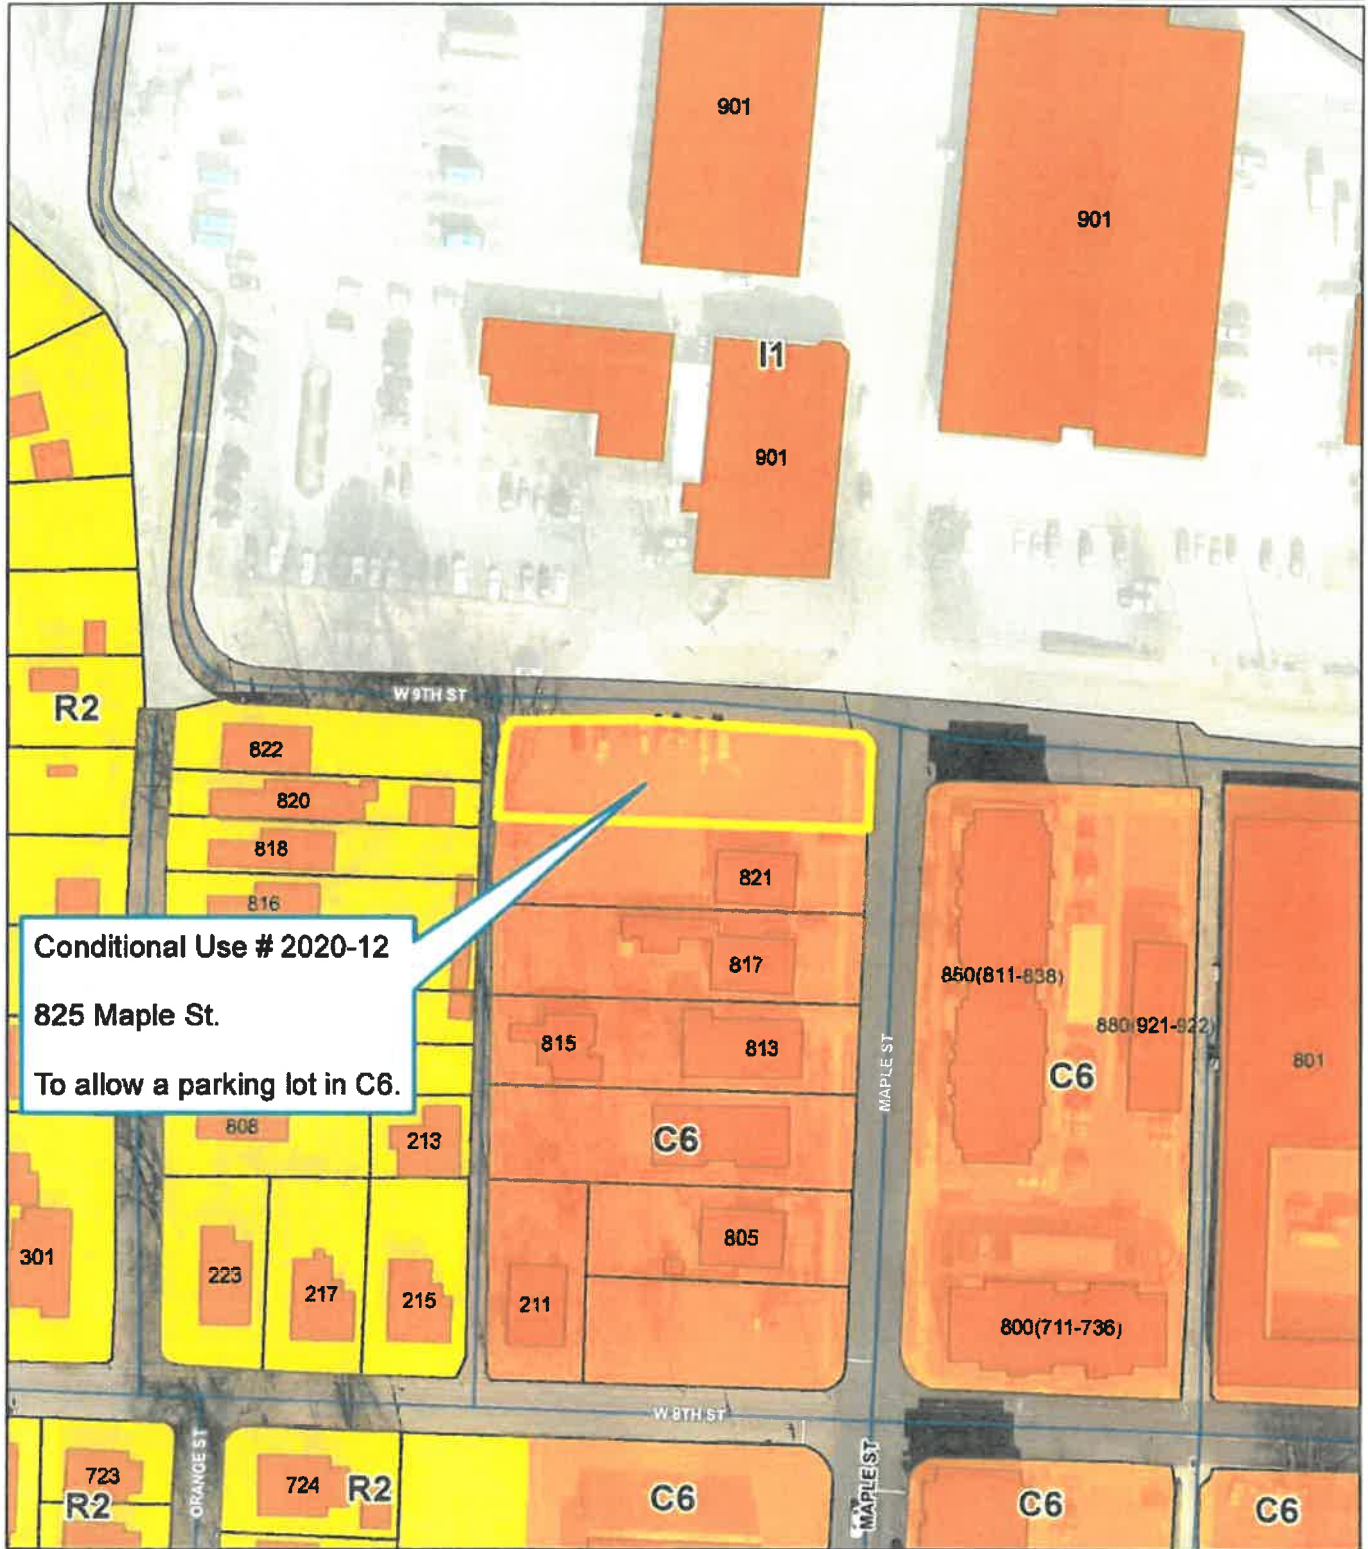 901
901
I1
901
R2
W 9TH ST
822
820
818
816
821
817
815
813
Conditional Use # 2020-12
825 Maple St.
To allow a parking lot in C6.
850(811-838)
880(921-922)
801
C6
MAPLE ST
808
213
C6
805
301
223
217
215
211
800(711-736)
W 8TH ST
ORANGE ST
MAPLE ST
723
R2
724
R2
C6
C6
C6